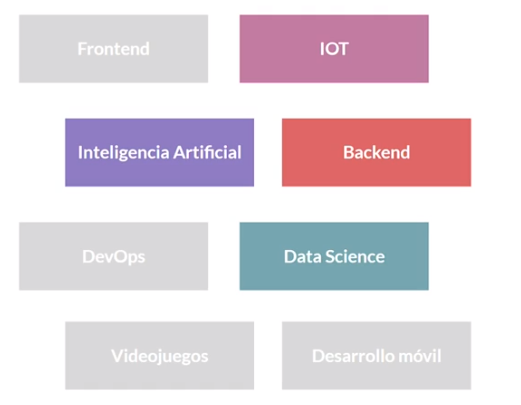 Frontend
IOT
Inteligencia Artificial
Backend
DevOps
Data Science
Videojuegos
Desarrollo móvil